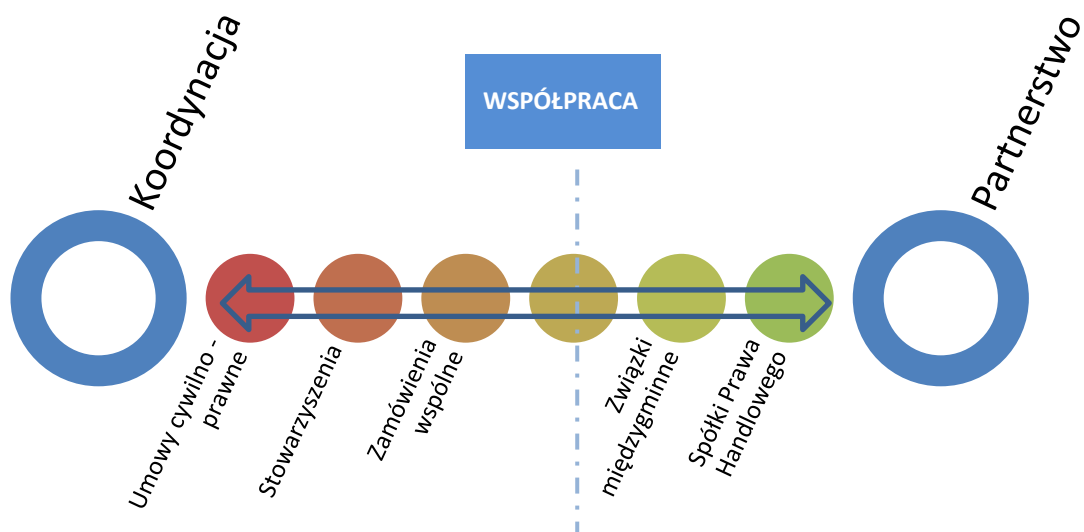 Koordynacja
WSPÓŁPRACA
Partnerstwo
Umowy cywilno -
prawne
Stowarzyszenia
Zamówienia
wspólne
Związki
międzygminne
Spółki Prawa
Handlowego